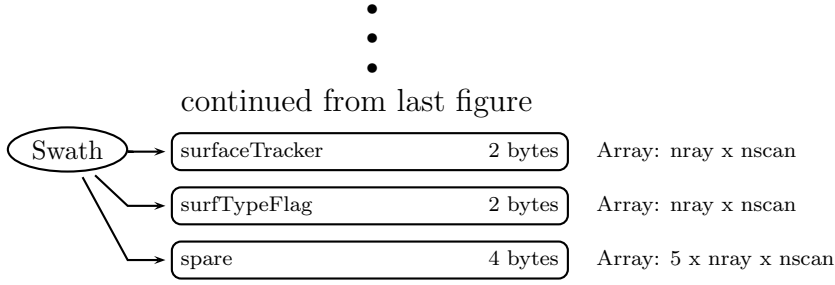 continued from last figure
Swath
surfaceTracker 2 bytes Array: nray x nscan
surfTypeFlag 2 bytes Array: nray x nscan
spare 4 bytes Array: 5 x nray x nscan